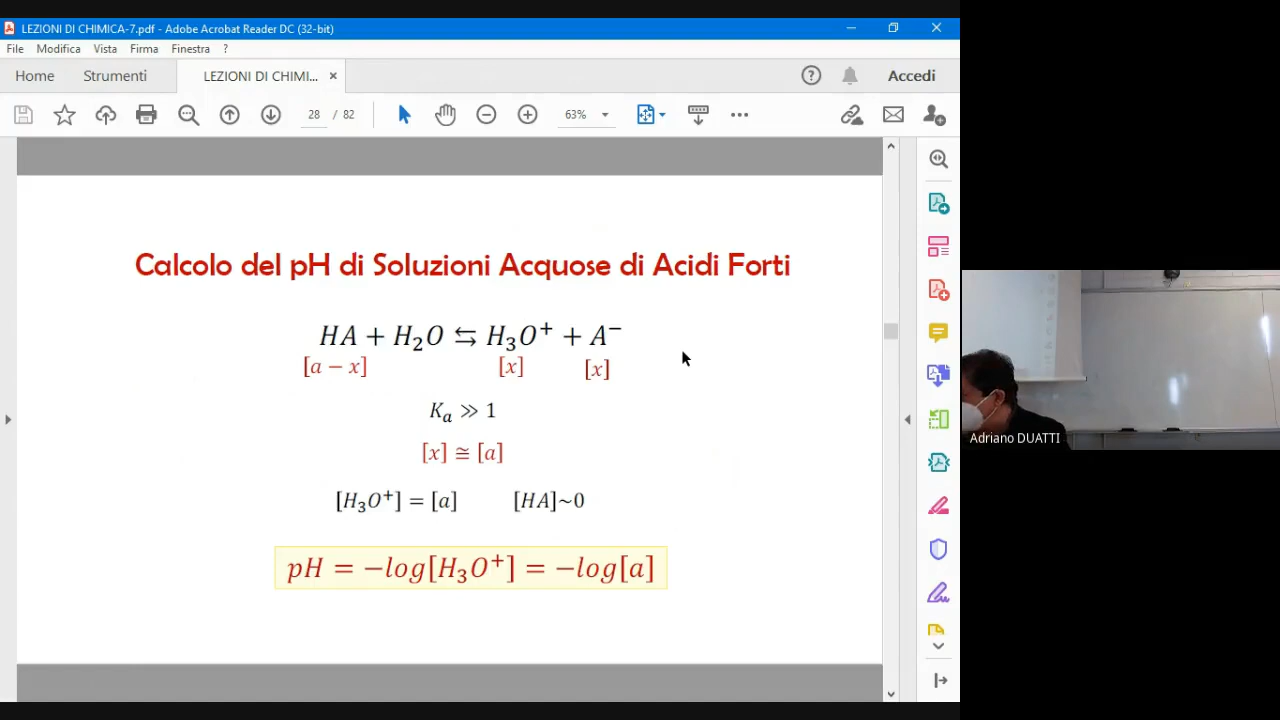 LEZIONI DI CHIMICA-7.pdf - Adobe Acrobat Reader DC (32-bit)
File Modifica Vista Firma Finestra ?
Home Strumenti LEZIONI DI CHIMI... × Accedi
28 / 82 63%
Calcolo del pH di Soluzioni Acquose di Acidi Forti
HA + H₂O ⇆ H₃O⁺ + A⁻
[a − x] [x] [x]
Kₐ ≫ 1
[x] ≅ [a]
[H₃O⁺] = [a] [HA]~0
pH = −log[H₃O⁺] = −log[a]
Adriano DUATTI